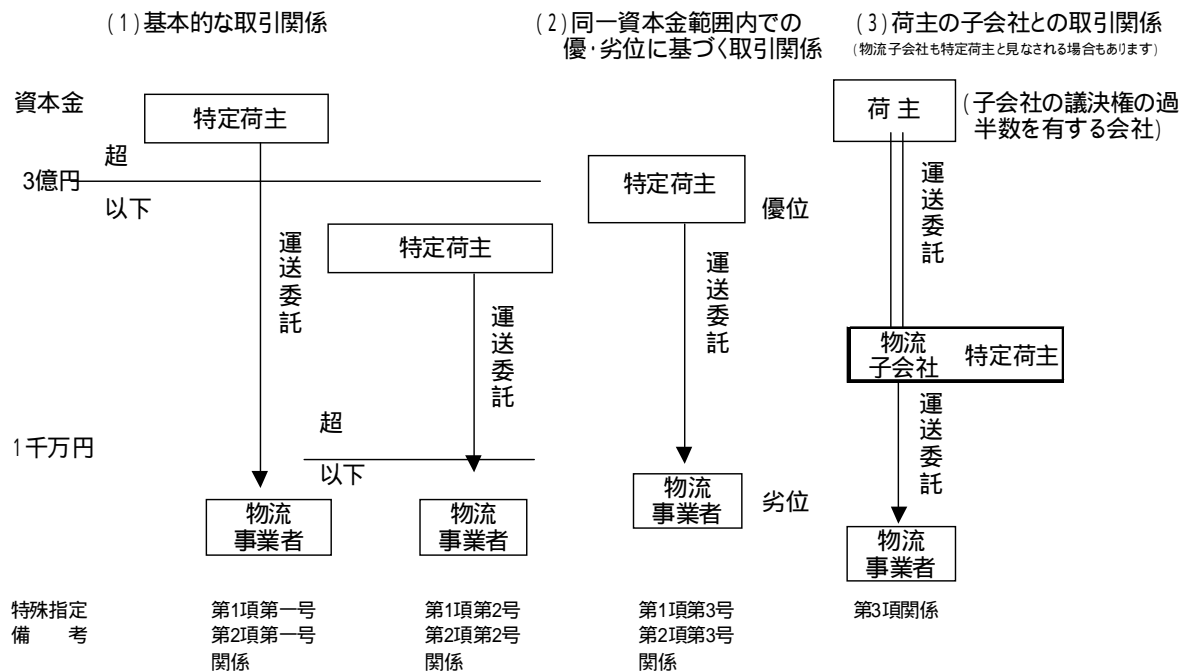 (1)基本的な取引関係
(2)同一資本金範囲内での
優・劣位に基づく取引関係
(3)荷主の子会社との取引関係
(物流子会社も特定荷主と見なされる場合もあります)
資本金
特定荷主
超
3億円
以下
運送委託
特定荷主
運送委託
超
1千万円
以下
物流
事業者
物流
事業者
特定荷主
優位
運送委託
物流
事業者
劣位
荷主
(子会社の議決権の過
半数を有する会社)
運送委託
物流
子会社
特定荷主
運送委託
物流
事業者
特殊指定
備 考
第1項第一号
第2項第一号
関係
第1項第2号
第2項第2号
関係
第1項第3号
第2項第3号
関係
第3項関係